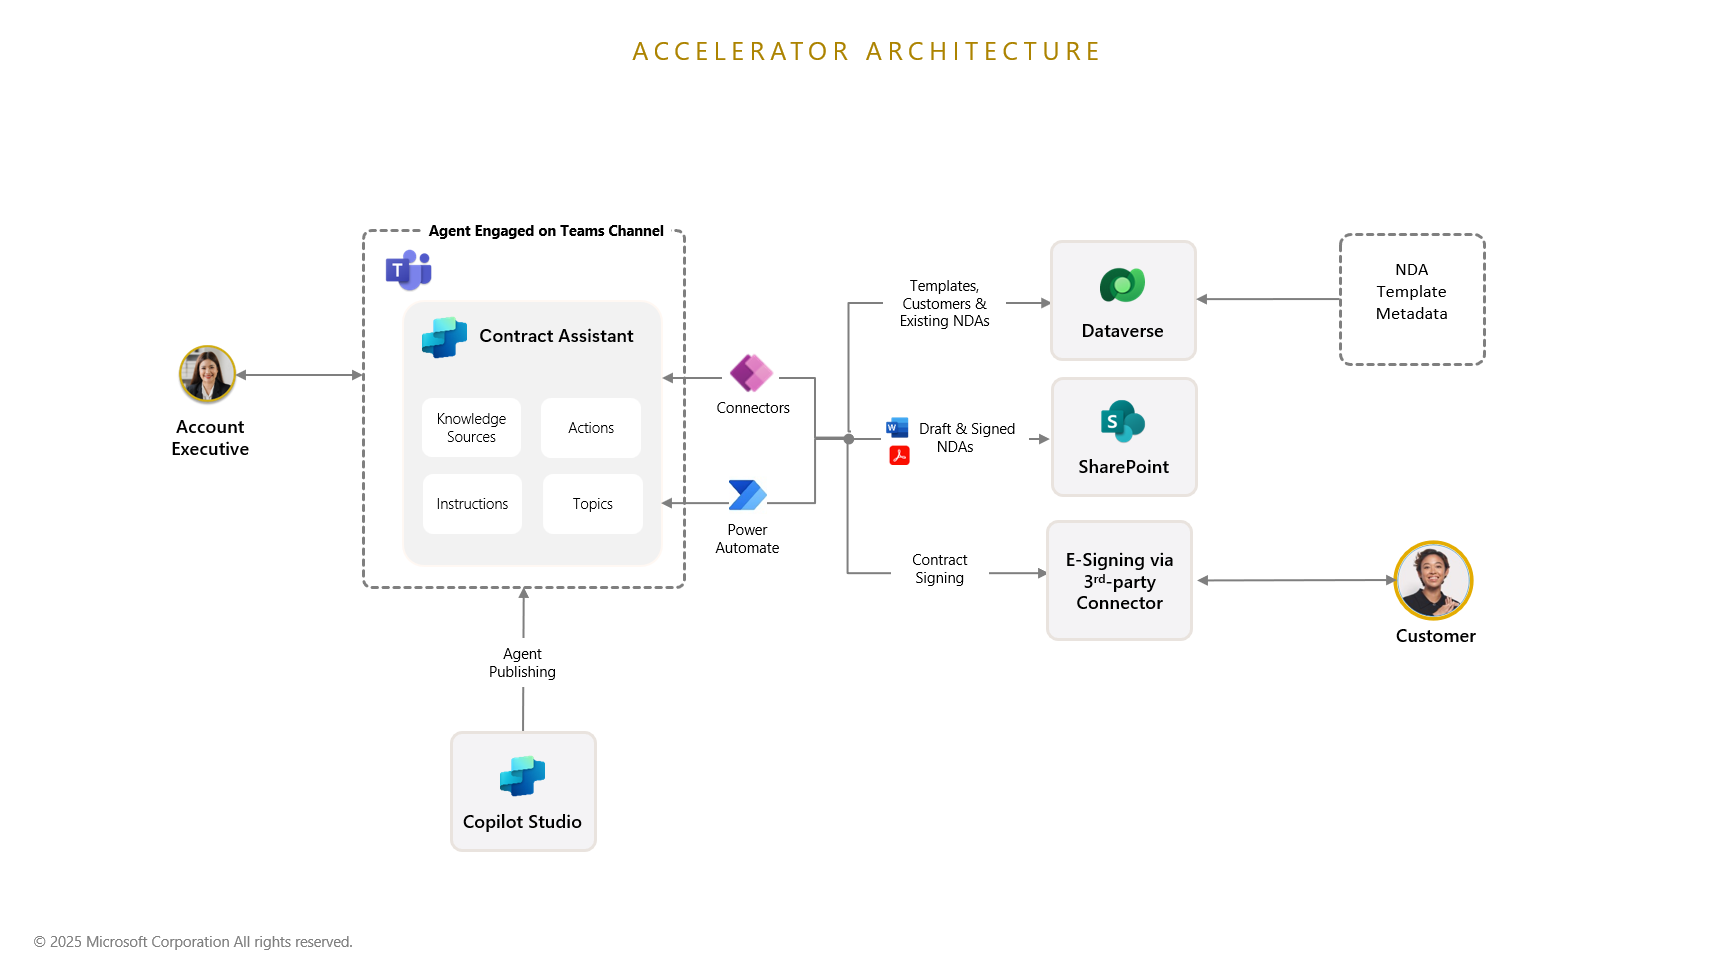 ACCELERATOR ARCHITECTURE
Agent Engaged on Teams Channel
T
Contract Assistant
Knowledge
Sources
Actions
Instructions
Topics
Account
Executive
Connectors
Power
Automate
Templates,
Customers &
Existing NDAs
W
Draft & Signed
NDAs
Contract
Signing
Dataverse
S
SharePoint
E-Signing via
3rd-party
Connector
NDA
Template
Metadata
Customer
Agent
Publishing
Copilot Studio
© 2025 Microsoft Corporation All rights reserved.